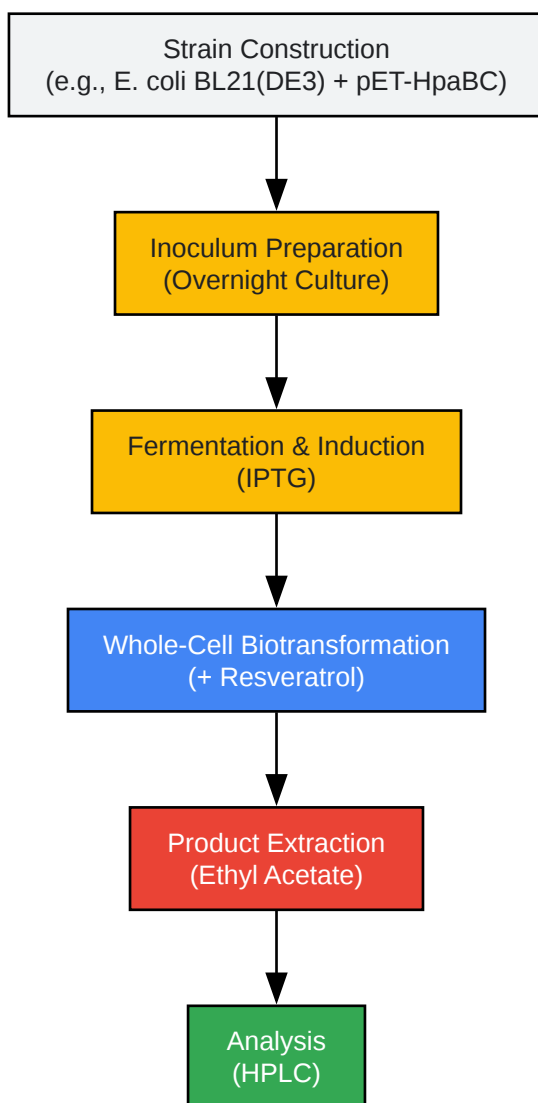 Strain Construction
(e.g., E. coli BL21(DE3) + pET-HpaBC)
Inoculum Preparation
(Overnight Culture)
Fermentation & Induction
(IPTG)
Whole-Cell Biotransformation
(+ Resveratrol)
Product Extraction
(Ethyl Acetate)
Analysis
(HPLC)